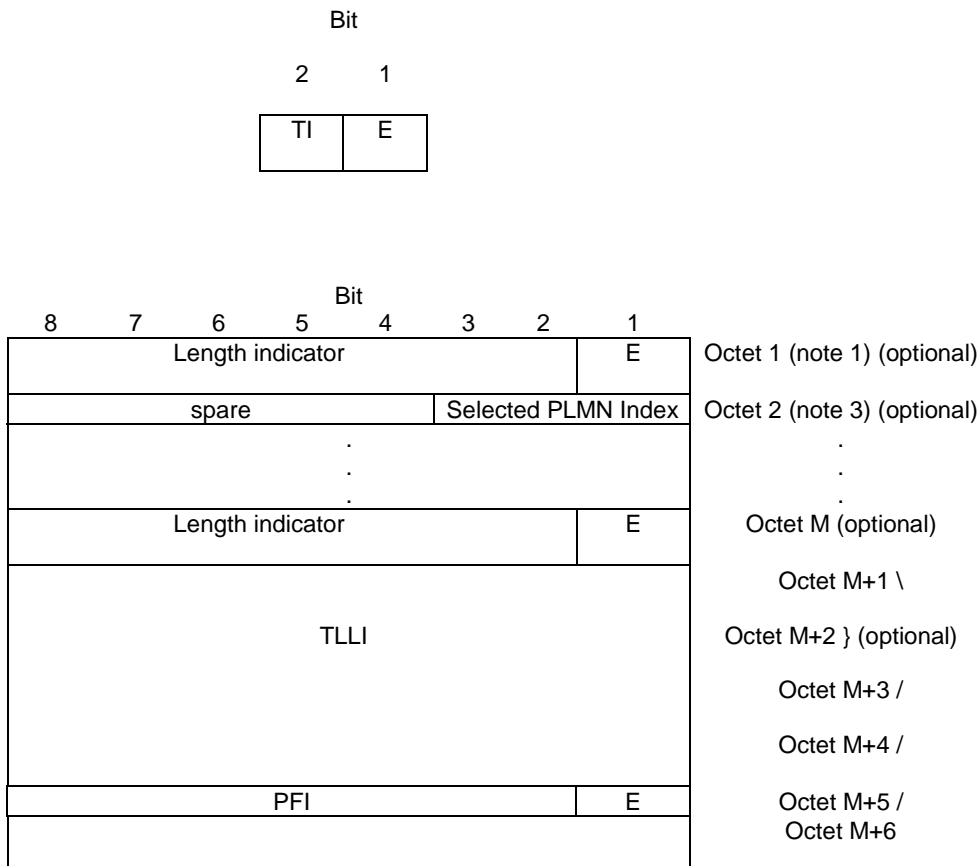 Bit
2 1
TI E
Bit
8 7 6 5 4 3 2 1
Length indicator E Octet 1 (note 1) (optional)
spare Selected PLMN Index Octet 2 (note 3) (optional)
. .
. .
. .
Length indicator E Octet M (optional)
Octet M+1 \
TLLI Octet M+2 } (optional)
Octet M+3 /
Octet M+4 /
PFI E Octet M+5 /
Octet M+6